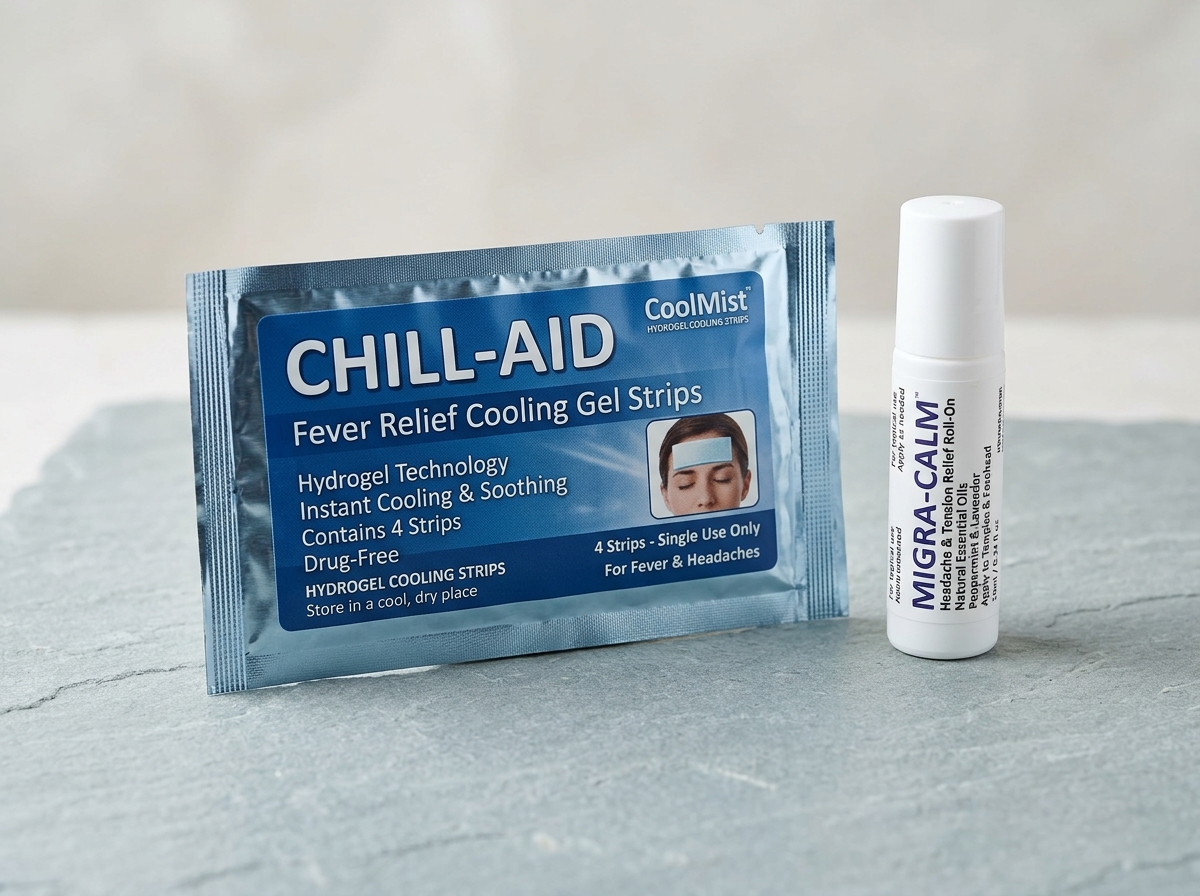 CoolMist™
HYDROGEL COOLING STRIPS
CHILL-AID
Fever Relief Cooling Gel Strips
Hydrogel Technology
Instant Cooling & Soothing
Contains 4 Strips
Drug-Free
HYDROGEL COOLING STRIPS
Store in a cool, dry place
4 Strips - Single Use Only
For Fever & Headaches
For topical use
Apply as needed
MIGRA-CALM™
Headache & Tension Relief Roll-On
Natural Essential Oils
Peppermint & Lavender
Apply to Temples & Forehead